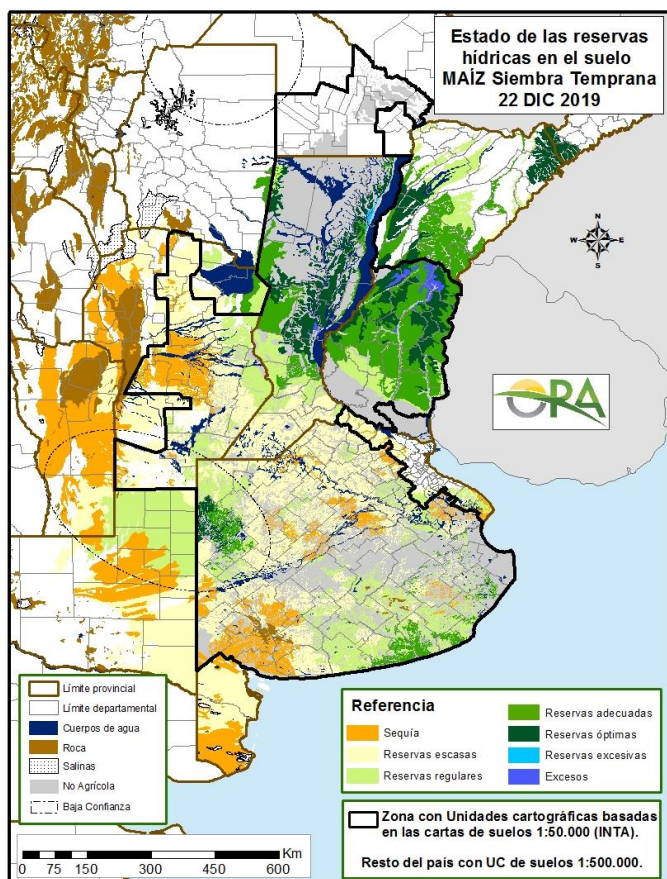 Estado de las reservas
hídricas en el suelo
MAÍZ Siembra Temprana
22 DIC 2019
N
W E
S
ORA
Límite provincial
Límite departamental
Cuerpos de agua
Roca
Salinas
No Agrícola
Baja Confianza
Referencia
Sequía
Reservas escasas
Reservas regulares
Reservas adecuadas
Reservas óptimas
Reservas excesivas
Excesos
Zona con Unidades cartográficas basadas
en las cartas de suelos 1:50.000 (INTA).
Resto del país con UC de suelos 1:500.000.
Km
0 75 150 300 450 600